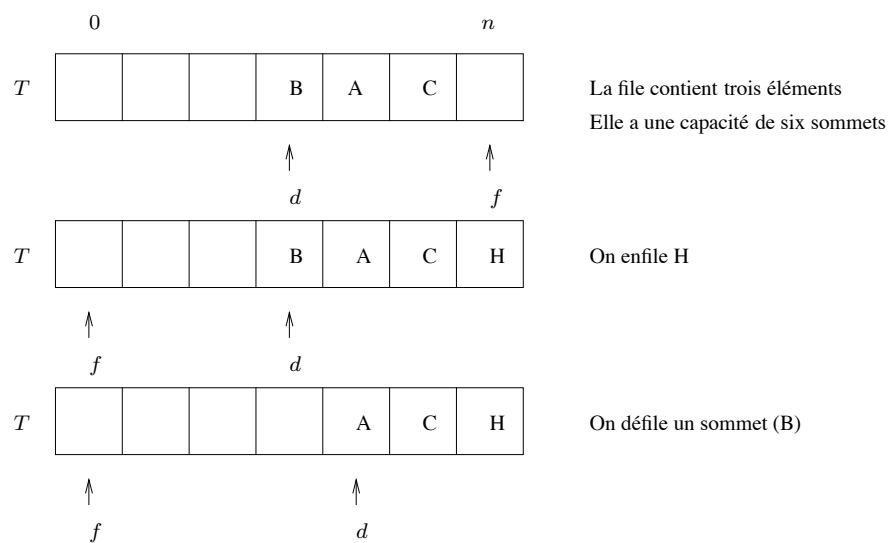 0 n
T B A C La file contient trois éléments
Elle a une capacité de six sommets
d f
T B A C H On enfile H
f d
T A C H On défile un sommet (B)
f d